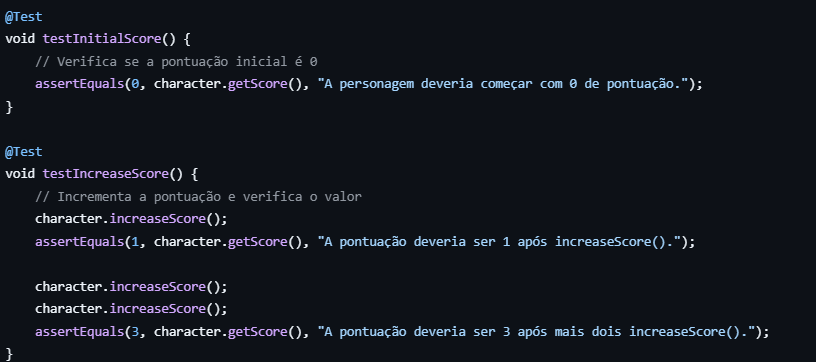 @Test
void testInitialScore() {
    // Verifica se a pontuação inicial é 0
    assertEquals(0, character.getScore(), "A personagem deveria começar com 0 de pontuação.");
}

@Test
void testIncreaseScore() {
    // Incrementa a pontuação e verifica o valor
    character.increaseScore();
    assertEquals(1, character.getScore(), "A pontuação deveria ser 1 após increaseScore().");

    character.increaseScore();
    character.increaseScore();
    assertEquals(3, character.getScore(), "A pontuação deveria ser 3 após mais dois increaseScore().");
}